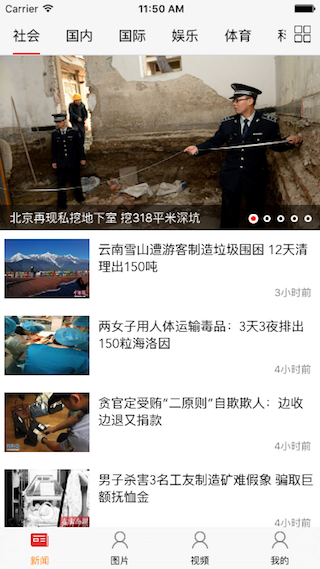 Carrier 11:50 AM
社会 国内 国际 娱乐 体育
北京再现私挖地下室 挖318平米深坑
云南雪山遭游客制造垃圾围困 12天清
理出150吨
3小时前
两女子用人体运输毒品：3天3夜排出
150粒海洛因
4小时前
贪官定受贿“二原则”自欺欺人：边收
边退又捐款
4小时前
男子杀害3名工友制造矿难假象 骗取巨
额抚恤金
4小时前
新闻 图片 视频 我的